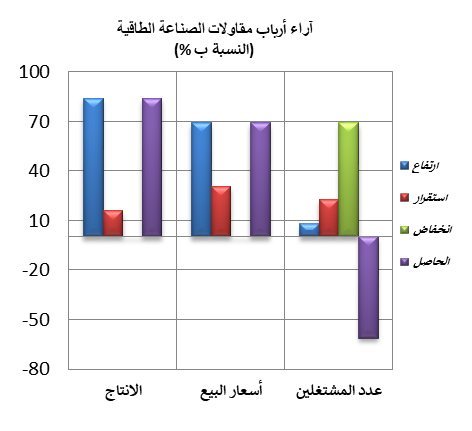 آراء أرباب مقاولات الصناعة الطاقية
(النسبة ب %)
100
70
40
10
-20
-50
-80
ارتفاع
استقرار
انخفاض
الحاصل
الانتاج
أسعار البيع
عدد المشتغلين